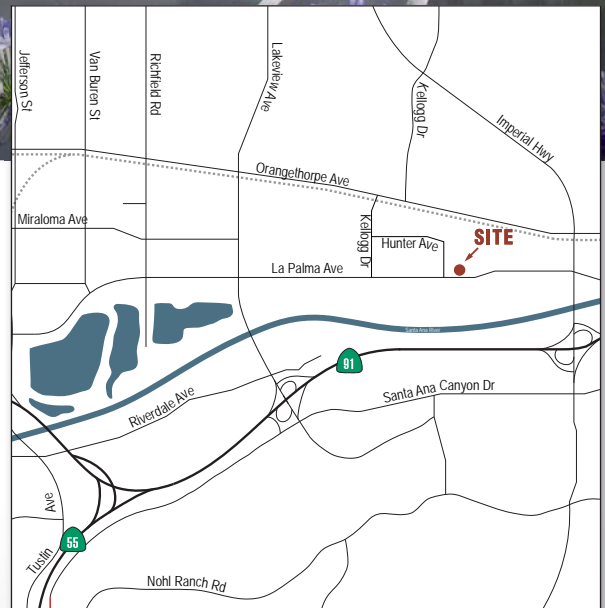 Jefferson St
Van Buren St
Richfield Rd
Lakeview Ave
Kellogg Dr
Imperial Hwy
Orangethorpe Ave
Miraloma Ave
Kellogg Dr
Hunter Ave
SITE
La Palma Ave
Santa Ana River
91
Riverdale Ave
Santa Ana Canyon Dr
Tustin Ave
55
Nohl Ranch Rd